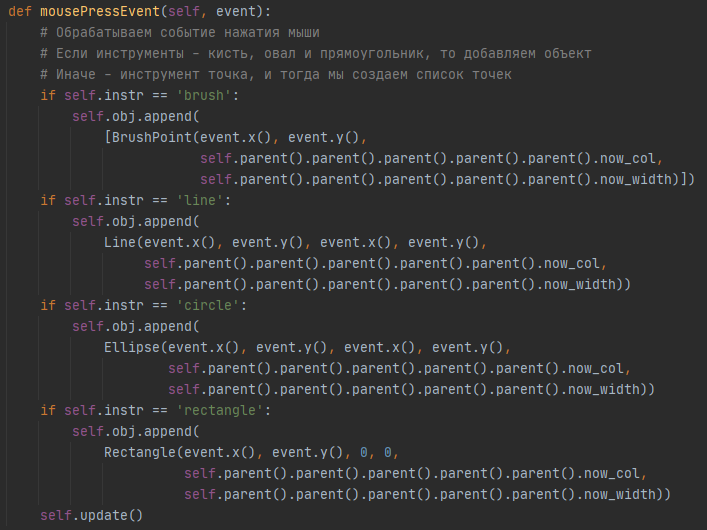 def mousePressEvent(self, event):
    # Обрабатываем событие нажатия мыши
    # Если инструменты - кисть, овал и прямоугольник, то добавляем объект
    # Иначе - инструмент точка, и тогда мы создаем список точек
    if self.instr == 'brush':
        self.obj.append(
            [BrushPoint(event.x(), event.y(),
                        self.parent().parent().parent().parent().parent().now_col,
                        self.parent().parent().parent().parent().parent().now_width)])
    if self.instr == 'line':
        self.obj.append(
            Line(event.x(), event.y(), event.x(), event.y(),
                 self.parent().parent().parent().parent().parent().now_col,
                 self.parent().parent().parent().parent().parent().now_width))
    if self.instr == 'circle':
        self.obj.append(
            Ellipse(event.x(), event.y(), event.x(), event.y(),
                    self.parent().parent().parent().parent().parent().now_col,
                    self.parent().parent().parent().parent().parent().now_width))
    if self.instr == 'rectangle':
        self.obj.append(
            Rectangle(event.x(), event.y(), 0, 0,
                      self.parent().parent().parent().parent().parent().now_col,
                      self.parent().parent().parent().parent().parent().now_width))
    self.update()